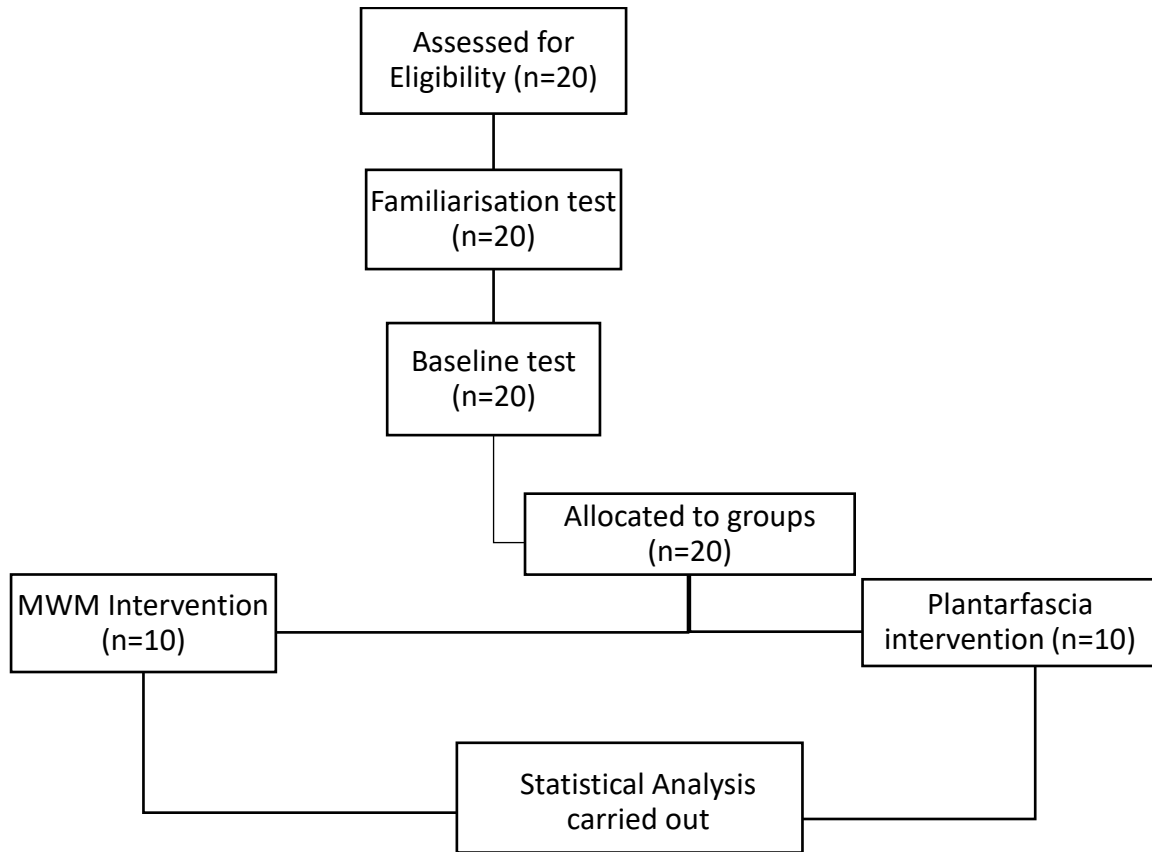 Assessed for
Eligibility (n=20)
Familiarisation test
(n=20)
Baseline test
(n=20)
Allocated to groups
(n=20)
MWM Intervention
(n=10)
Plantarfascia
intervention (n=10)
Statistical Analysis
carried out